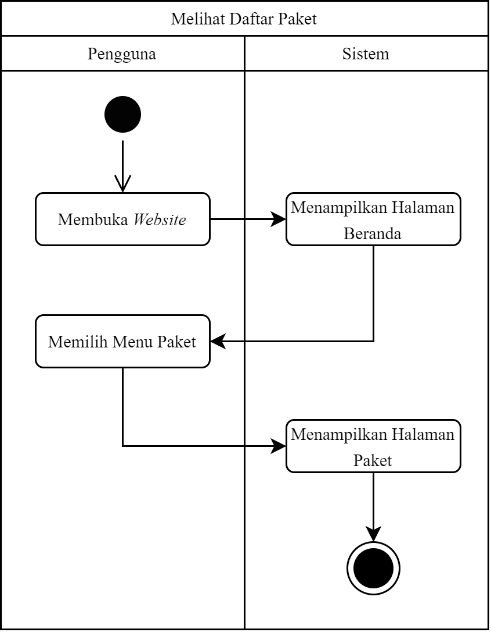 Melihat Daftar Paket
Pengguna
Sistem
Membuka Website
Menampilkan Halaman
Beranda
Memilih Menu Paket
Menampilkan Halaman
Paket